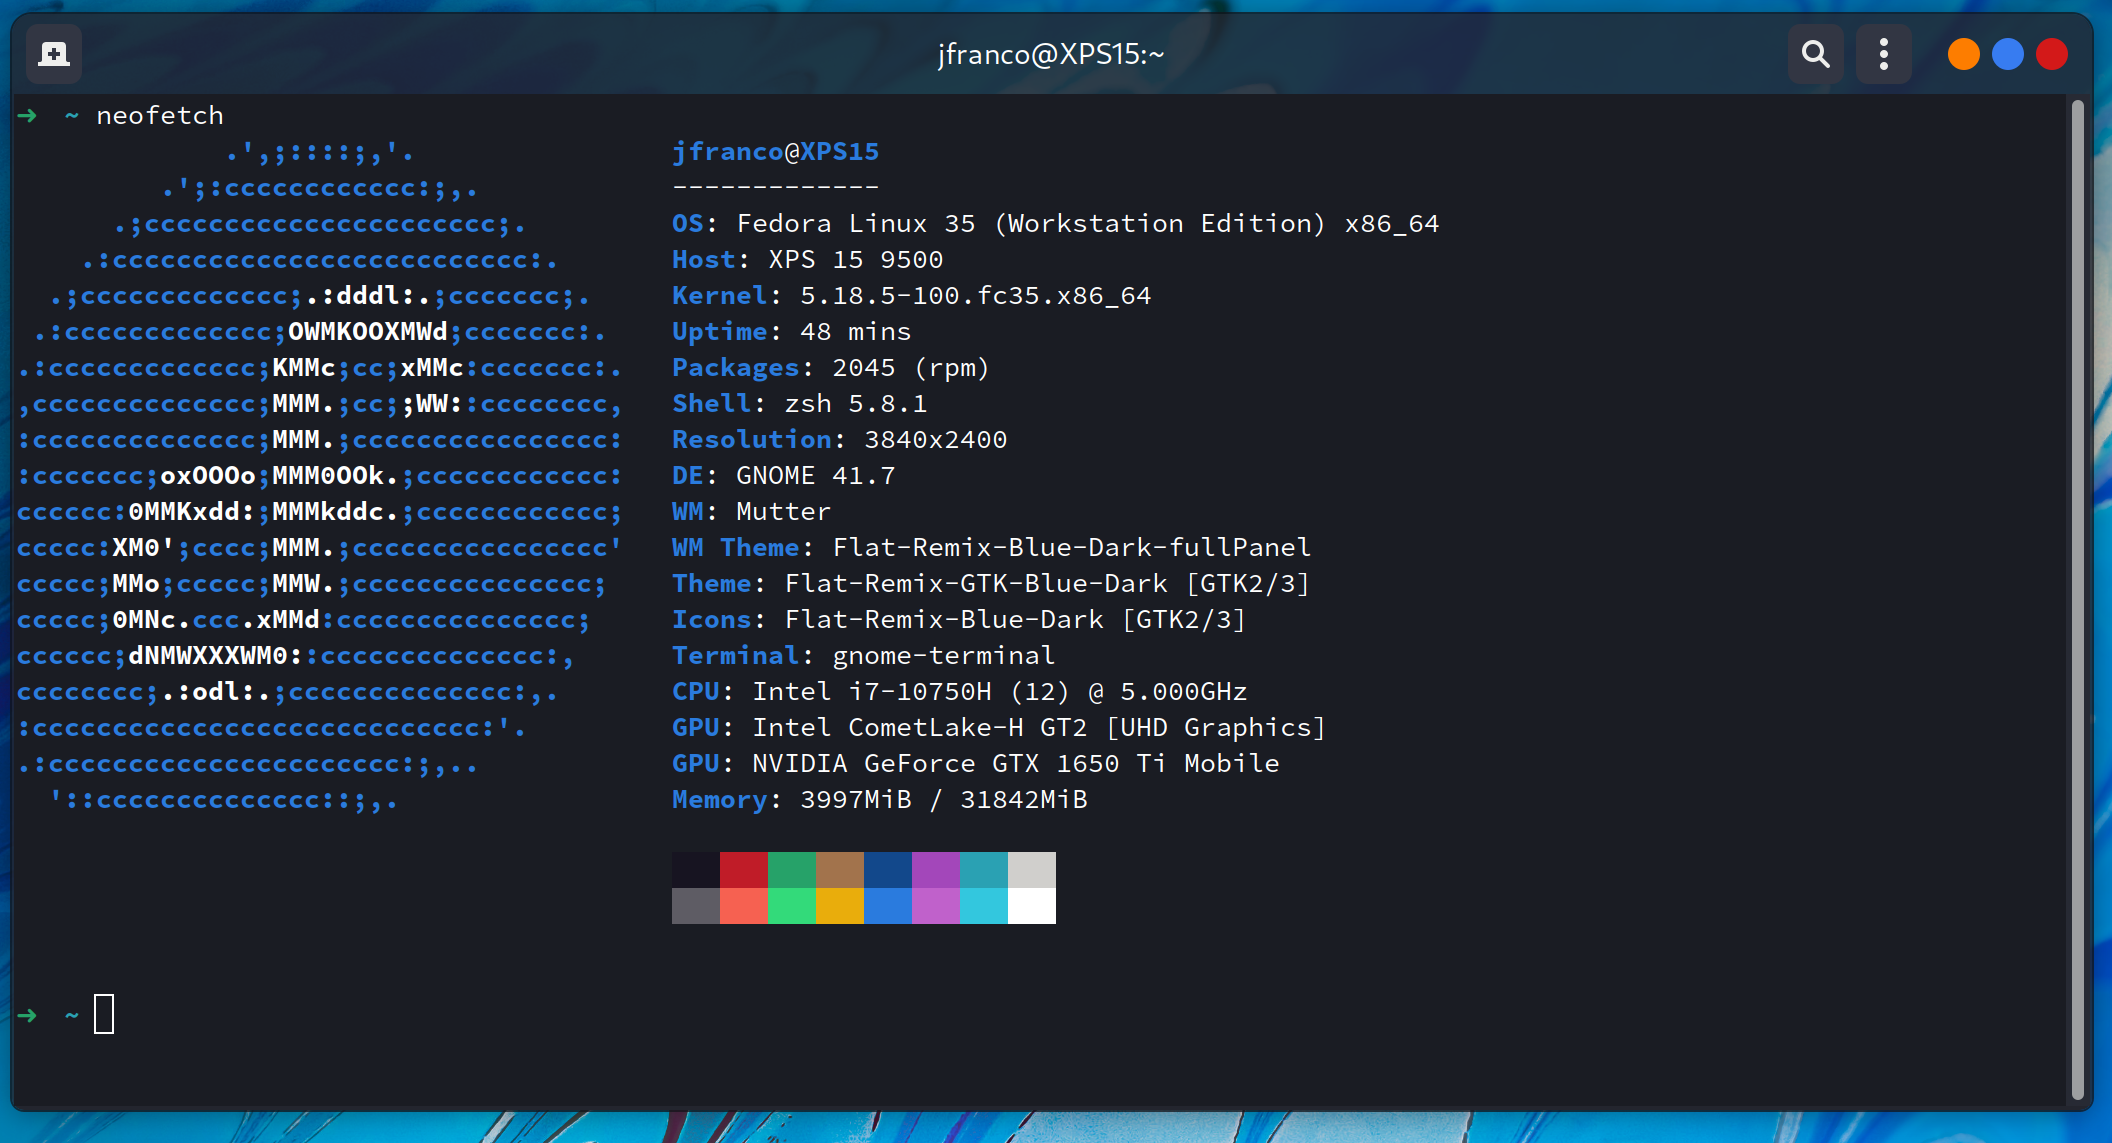 jfranco@XPS15:~
➜  ~ neofetch
             .',;::::;,'.                jfranco@XPS15
         .';:cccccccccccc:;,.            -------------
      .;cccccccccccccccccccccc;.         OS: Fedora Linux 35 (Workstation Edition) x86_64
    .:cccccccccccccccccccccccccc:.       Host: XPS 15 9500
  .;ccccccccccccc;.:dddl:.;ccccccc;.     Kernel: 5.18.5-100.fc35.x86_64
 .:ccccccccccccc;OWMKOOXMWd;ccccccc:.    Uptime: 48 mins
.:ccccccccccccc;KMMc;cc;xMMc:ccccccc:.   Packages: 2045 (rpm)
,cccccccccccccc;MMM.;cc;;WW::cccccccc,   Shell: zsh 5.8.1
:cccccccccccccc;MMM.;cccccccccccccccc:   Resolution: 3840x2400
:ccccccc;oxOOOo;MMM0OOk.;cccccccccccc:   DE: GNOME 41.7
cccccc:0MMKxdd:;MMMkddc.;cccccccccccc;   WM: Mutter
ccccc:XM0';cccc;MMM.;cccccccccccccccc'   WM Theme: Flat-Remix-Blue-Dark-fullPanel
ccccc;MMo;ccccc;MMW.;ccccccccccccccc;    Theme: Flat-Remix-GTK-Blue-Dark [GTK2/3]
ccccc;0MNc.ccc.xMMd:ccccccccccccccc;     Icons: Flat-Remix-Blue-Dark [GTK2/3]
cccccc;dNMWXXXWM0::cccccccccccccc:,      Terminal: gnome-terminal
cccccccc;.:odl:.;cccccccccccccc:,.       CPU: Intel i7-10750H (12) @ 5.000GHz
:cccccccccccccccccccccccccccc:'.         GPU: Intel CometLake-H GT2 [UHD Graphics]
.:cccccccccccccccccccccc:;,..            GPU: NVIDIA GeForce GTX 1650 Ti Mobile
  '::cccccccccccccc::;,.                 Memory: 3997MiB / 31842MiB
➜  ~